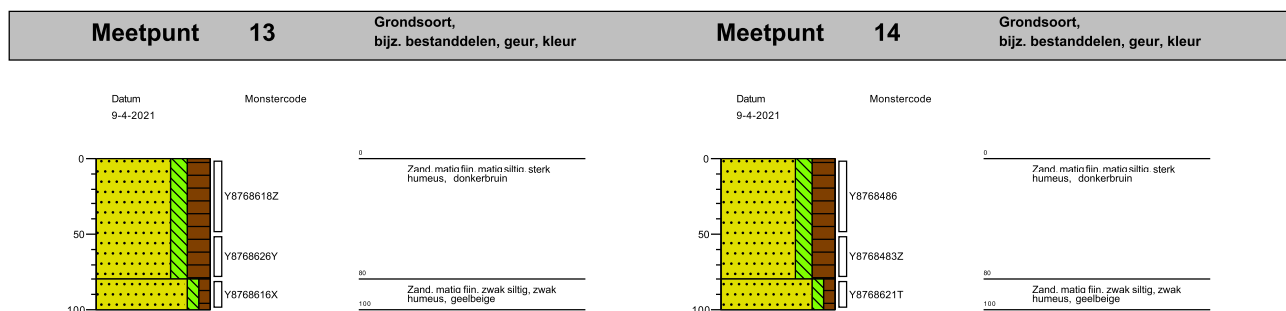 Meetpunt 13
Grondsoort,
bijz. bestanddelen, geur, kleur
Datum
Monstercode
9-4-2021
0
50
100
Y8768618Z
Y8768626Y
Y8768616X
0
Zand, matig fijn, matig siltig, sterk
humeus, donkerbruin
80
Zand, matig fijn, zwak siltig, zwak
humeus, geelbeige
100
Meetpunt 14
Grondsoort,
bijz. bestanddelen, geur, kleur
Datum
Monstercode
9-4-2021
0
50
100
Y8768486
Y8768483Z
Y8768621T
0
Zand, matig fijn, matig siltig, sterk
humeus, donkerbruin
80
Zand, matig fijn, zwak siltig, zwak
humeus, geelbeige
100